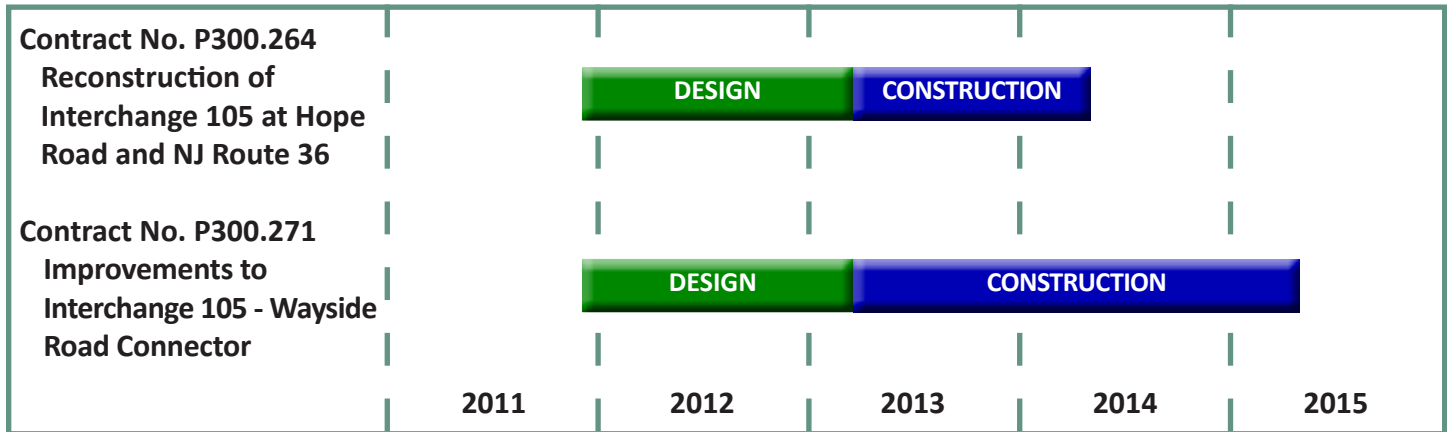 Contract No. P300.264
Reconstruction of
Interchange 105 at Hope
Road and NJ Route 36
DESIGN
CONSTRUCTION
Contract No. P300.271
Improvements to
Interchange 105 - Wayside
Road Connector
DESIGN
CONSTRUCTION
2011
2012
2013
2014
2015